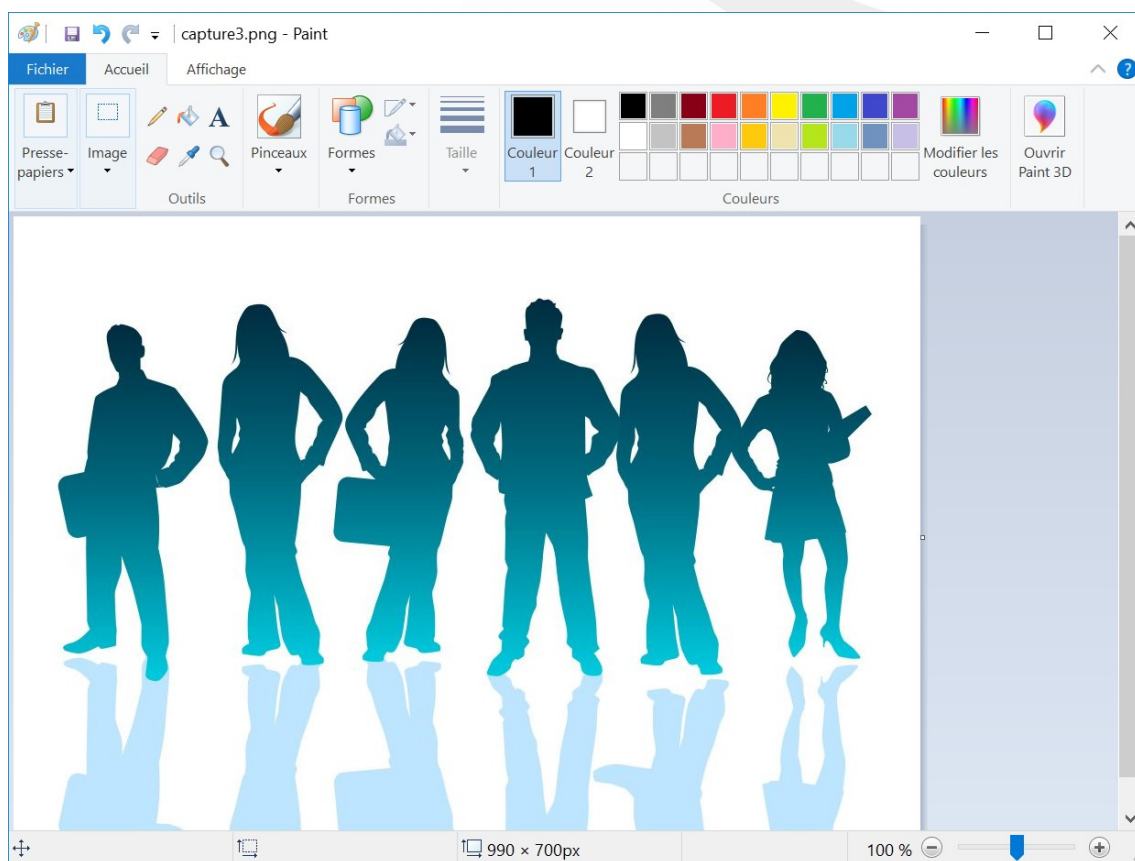 capture3.png - Paint
Fichier Accueil Affichage
?
A
Presse-
papiers
Image
Pinceaux
Formes
Taille
Couleur
1
Couleur
2
Modifier les
couleurs
Ouvrir
Paint 3D
Outils
Formes
Couleurs
990 × 700px
100 %